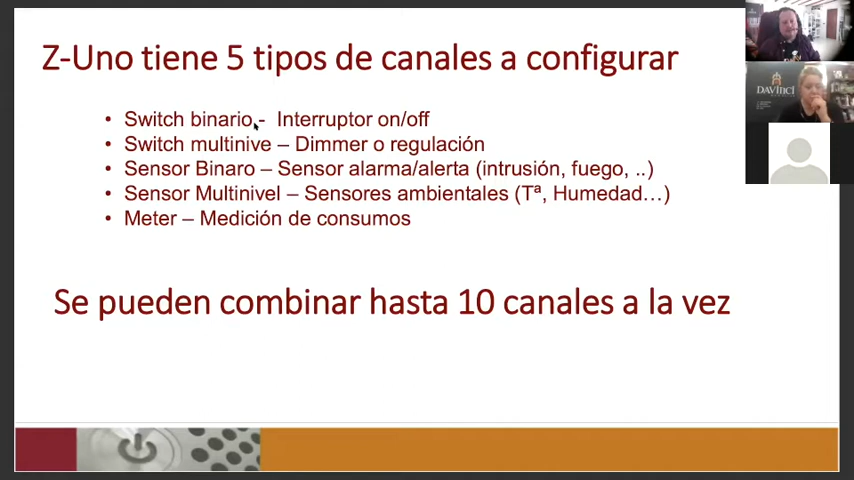 Z-Uno tiene 5 tipos de canales a configurar
• Switch binario - Interruptor on/off
• Switch multinive – Dimmer o regulación
• Sensor Binaro – Sensor alarma/alerta (intrusión, fuego, ..)
• Sensor Multinivel – Sensores ambientales (Tª, Humedad…)
• Meter – Medición de consumos
Se pueden combinar hasta 10 canales a la vez
DAVINCI